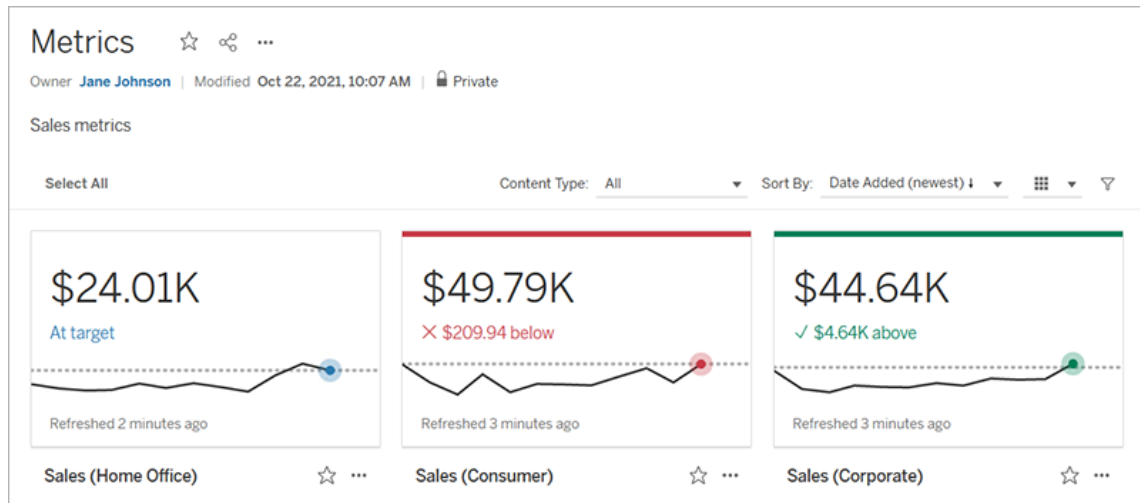 Metrics
Owner Jane Johnson | Modified Oct 22, 2021, 10:07 AM | Private
Sales metrics
Select All Content Type: All Sort By: Date Added (newest) ↓
$24.01K $49.79K $44.64K
At target × $209.94 below ✓ $4.64K above
Refreshed 2 minutes ago Refreshed 3 minutes ago Refreshed 3 minutes ago
Sales (Home Office) Sales (Consumer) Sales (Corporate)